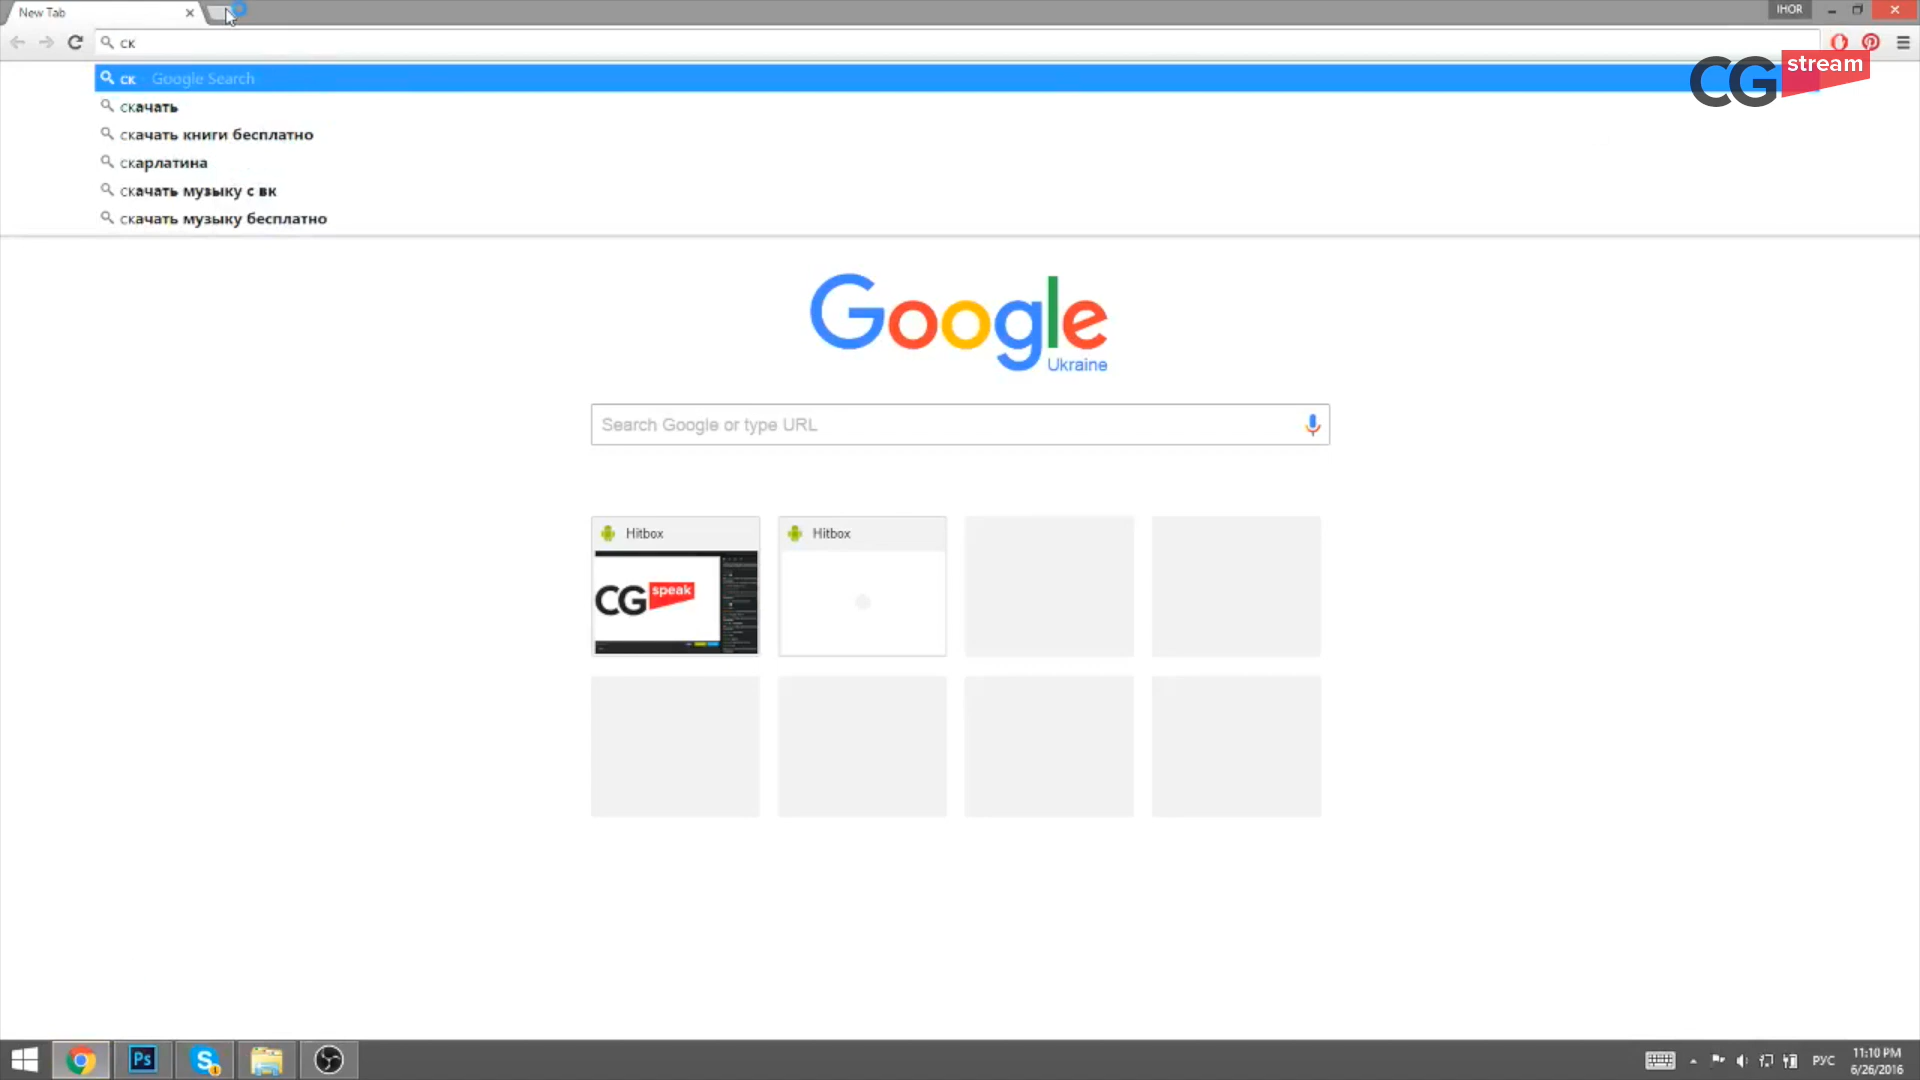 New Tab
IHOR
ск
ск Google Search
скачать
скачать книги бесплатно
скарлатина
скачать музыку с вк
скачать музыку бесплатно
CG stream
Google
Ukraine
Search Google or type URL
Hitbox
Hitbox
CG speak
Ps
РУС
11:10 PM
6/26/2016